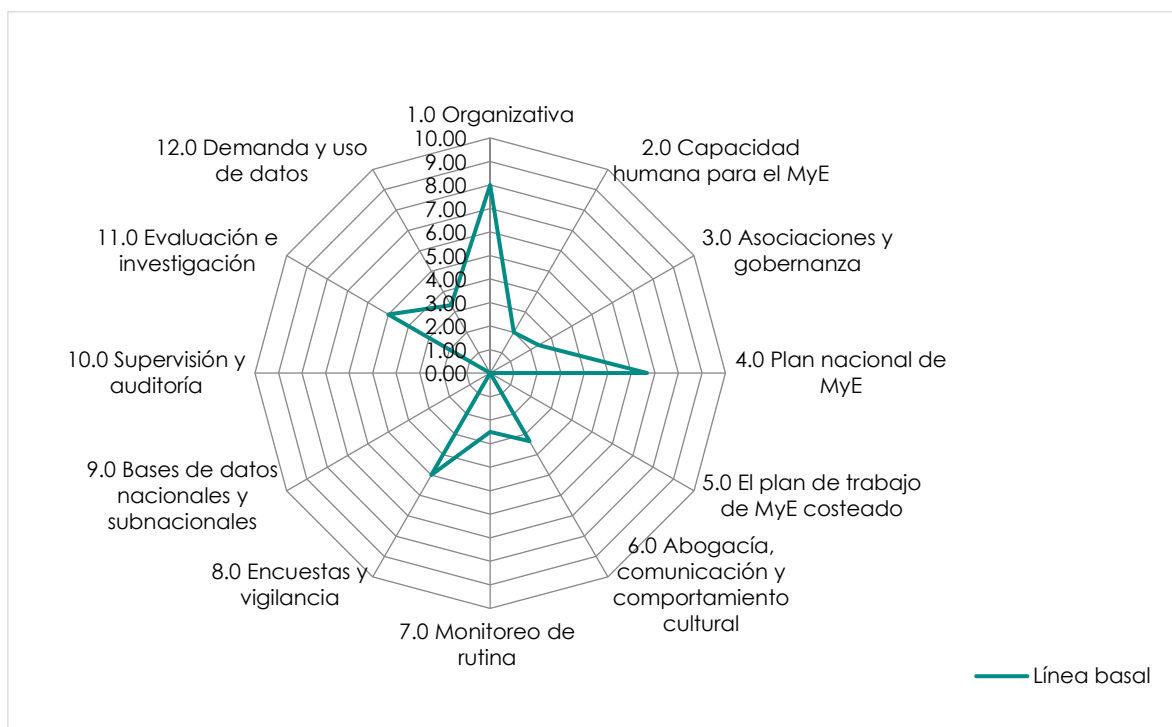 1.0 Organizativa
10.00
9.00
8.00
7.00
6.00
5.00
4.00
3.00
2.00
1.00
0.00
2.0 Capacidad
humana para el MyE
3.0 Asociaciones y
gobernanza
4.0 Plan nacional de
MyE
5.0 El plan de trabajo
de MyE costeado
6.0 Abogacía,
comunicación y
comportamiento
cultural
7.0 Monitoreo de
rutina
8.0 Encuestas y
vigilancia
9.0 Bases de datos
nacionales y
subnacionales
10.0 Supervisión y
auditoría
11.0 Evaluación e
investigación
12.0 Demanda y uso
de datos
Línea basal